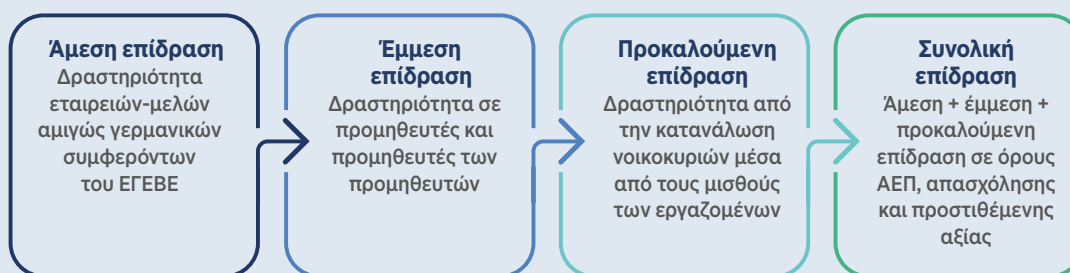 Άμεση επίδραση
Δραστηριότητα
εταιρειών-μελών
αμιγώς γερμανικών
συμφερόντων
του ΕΓΕΒΕ
Έμμεση
επίδραση
Δραστηριότητα σε
προμηθευτές και
προμηθευτές των
προμηθευτών
Προκαλούμενη
επίδραση
Δραστηριότητα από
την κατανάλωση
νοικοκυριών μέσα
από τους μισθούς
των εργαζομένων
Συνολική
επίδραση
Άμεση + έμμεση +
προκαλούμενη
επίδραση σε όρους
ΑΕΠ, απασχόλησης
και προστιθέμενης
αξίας